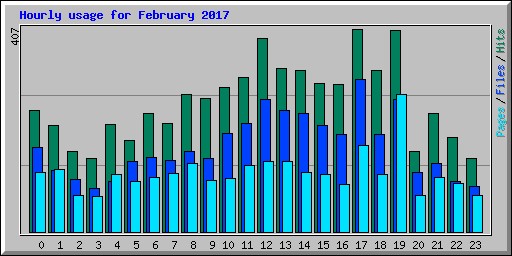 Hourly usage for February 2017
407
Pages / Files / Hits
0 1 2 3 4 5 6 7 8 9 10 11 12 13 14 15 16 17 18 19 20 21 22 23